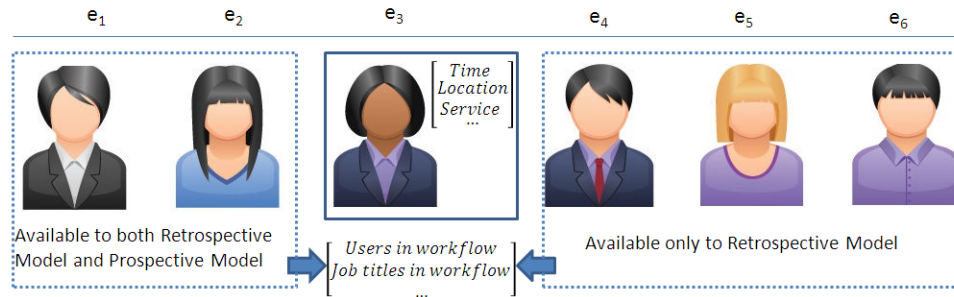 e1 e2 e3 e4 e5 e6
Time
Location
Service
...
Available to both Retrospective
Model and Prospective Model
Users in workflow
Job titles in workflow
...
Available only to Retrospective Model